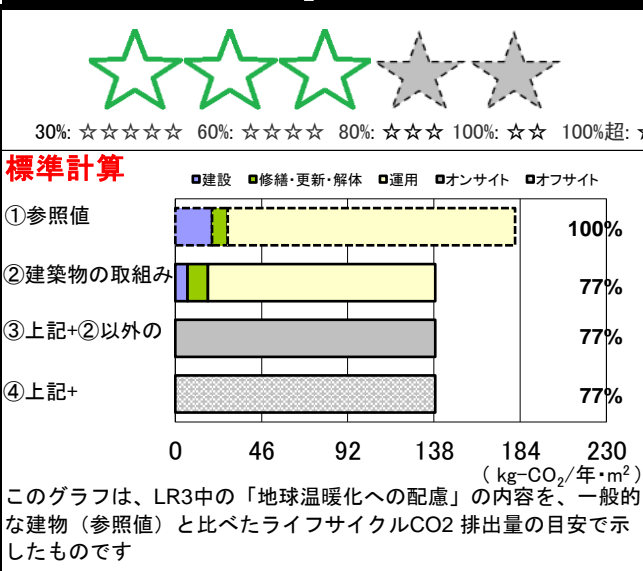 30%: ☆☆☆☆☆ 60%: ☆☆☆☆ 80%: ☆☆☆ 100%: ☆☆ 100%超:
標準計算
建設 修繕・更新・解体 運用 オンサイト オフサイト
①参照値 100%
②建築物の取組み 77%
③上記+②以外の 77%
④上記+ 77%
0 46 92 138 184 230
( kg-CO₂/年・m² )
このグラフは、LR3中の「地球温暖化への配慮」の内容を、一般的
な建物（参照値）と比べたライフサイクルCO2 排出量の目安で示
したものです